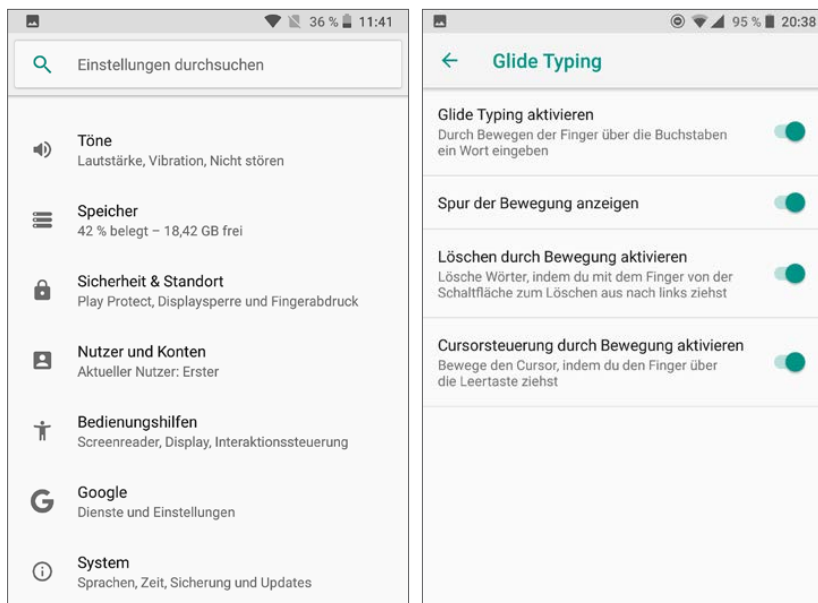 36 % 11:41
Einstellungen durchsuchen
Töne
Lautstärke, Vibration, Nicht stören
Speicher
42 % belegt – 18,42 GB frei
Sicherheit & Standort
Play Protect, Displaysperre und Fingerabdruck
Nutzer und Konten
Aktueller Nutzer: Erster
Bedienungshilfen
Screenreader, Display, Interaktionssteuerung
Google
Dienste und Einstellungen
System
Sprachen, Zeit, Sicherung und Updates
95 % 20:38
Glide Typing
Glide Typing aktivieren
Durch Bewegen der Finger über die Buchstaben
ein Wort eingeben
Spur der Bewegung anzeigen
Löschen durch Bewegung aktivieren
Lösche Wörter, indem du mit dem Finger von der
Schaltfläche zum Löschen aus nach links ziehst
Cursorsteuerung durch Bewegung aktivieren
Bewege den Cursor, indem du den Finger über
die Leertaste ziehst